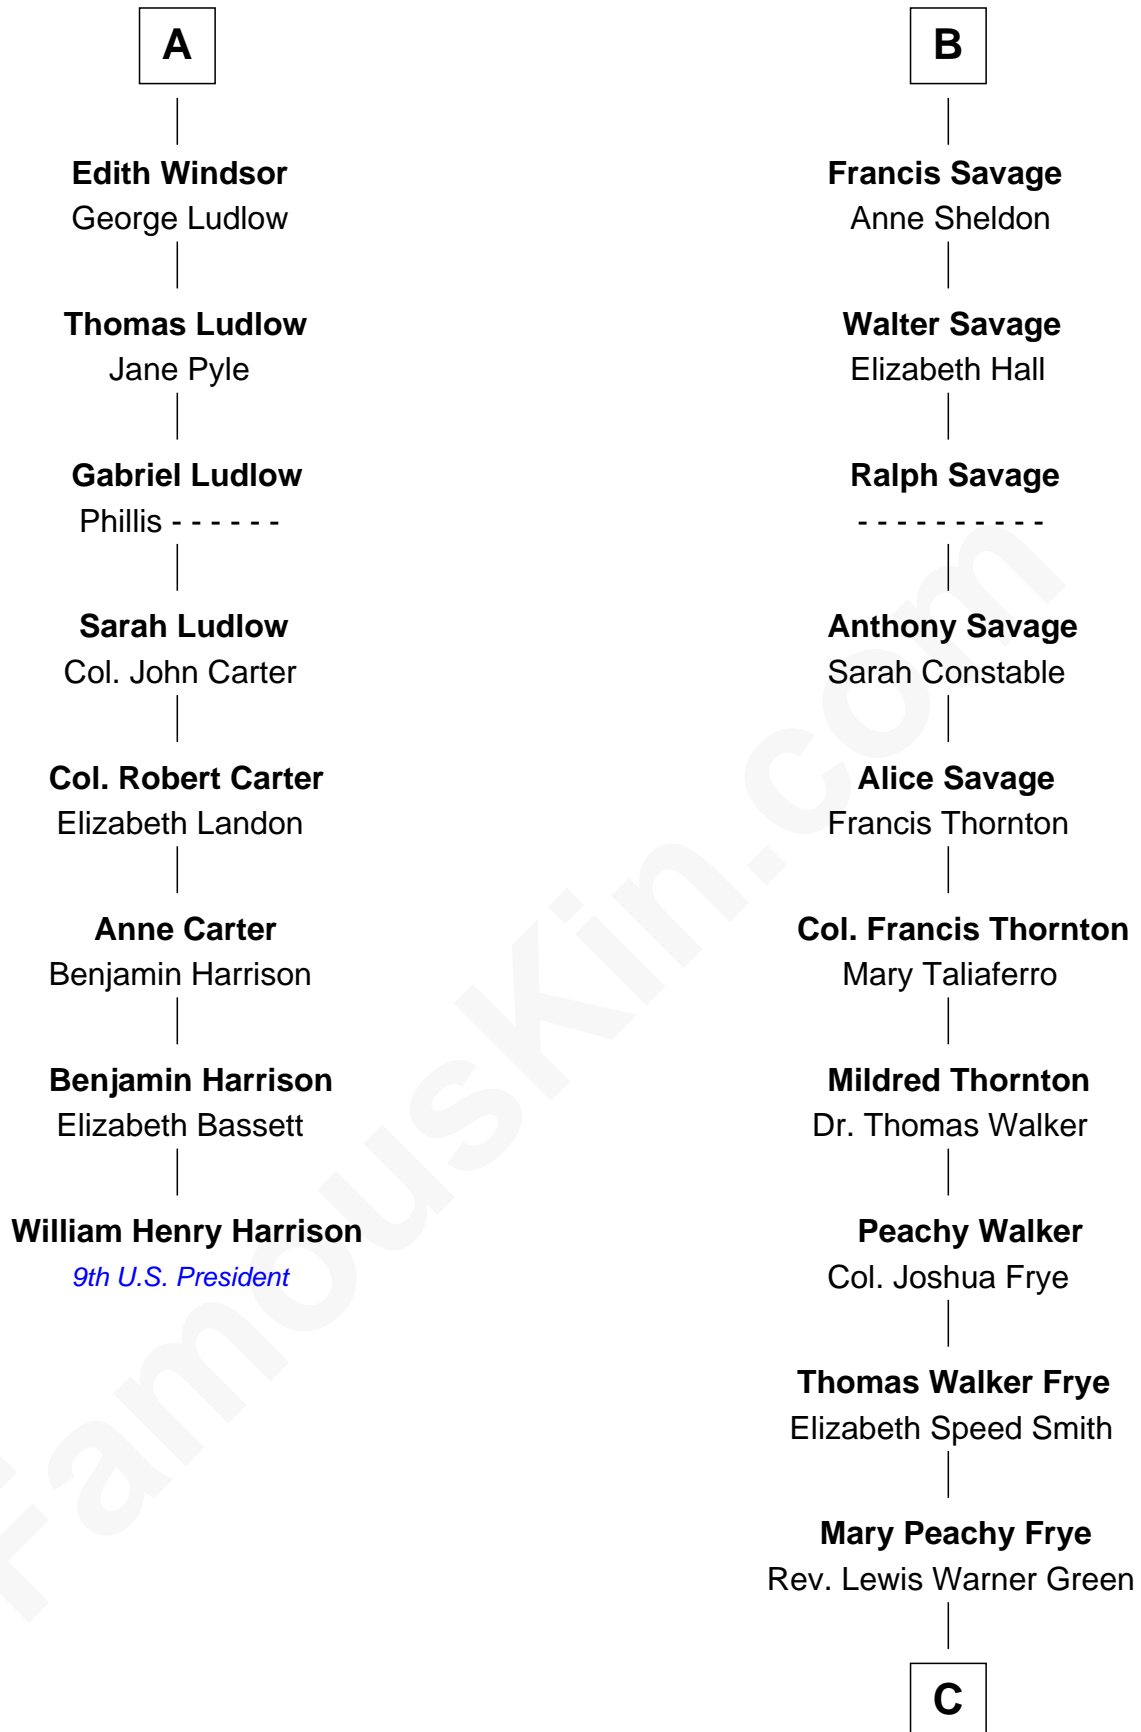 A
Edith Windsor
George Ludlow
Thomas Ludlow
Jane Pyle
Gabriel Ludlow
Phillis - - - - - -
Sarah Ludlow
Col. John Carter
Col. Robert Carter
Elizabeth Landon
Anne Carter
Benjamin Harrison
Benjamin Harrison
Elizabeth Bassett
William Henry Harrison
9th U.S. President
B
Francis Savage
Anne Sheldon
Walter Savage
Elizabeth Hall
Ralph Savage
- - - - - - - - - -
Anthony Savage
Sarah Constable
Alice Savage
Francis Thornton
Col. Francis Thornton
Mary Taliaferro
Mildred Thornton
Dr. Thomas Walker
Peachy Walker
Col. Joshua Frye
Thomas Walker Frye
Elizabeth Speed Smith
Mary Peachy Frye
Rev. Lewis Warner Green
C
FamousKin.com